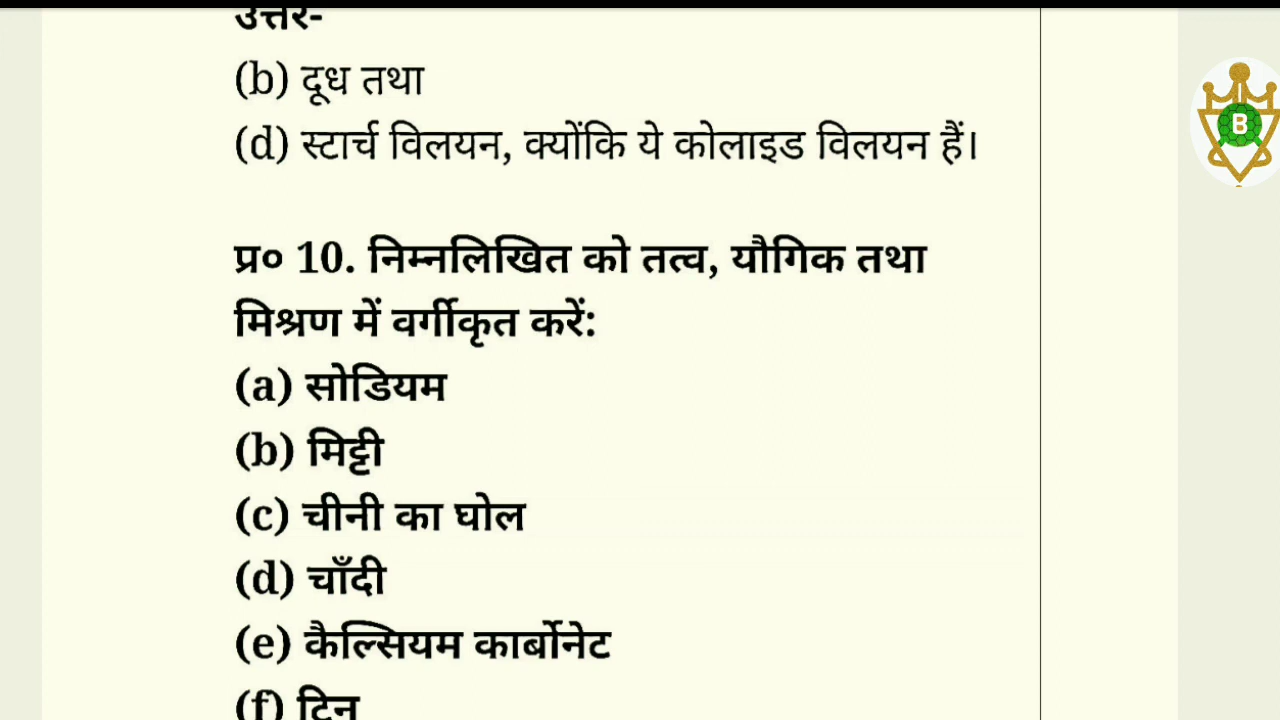 उत्तर-
(b) दूध तथा
(d) स्टार्च विलयन, क्योंकि ये कोलाइड विलयन हैं।
प्र० 10. निम्नलिखित को तत्व, यौगिक तथा
मिश्रण में वर्गीकृत करें:
(a) सोडियम
(b) मिट्टी
(c) चीनी का घोल
(d) चाँदी
(e) कैल्सियम कार्बोनेट
(f) टिन
B